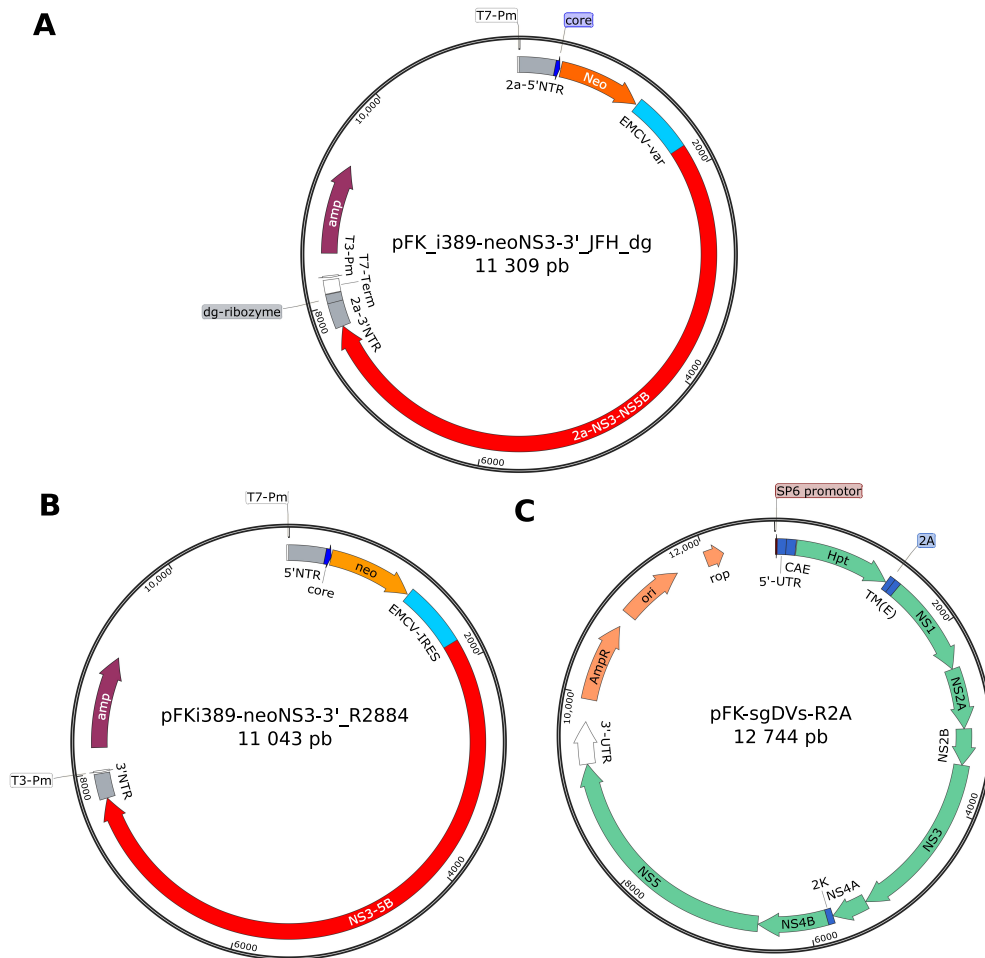 A
T7-Pm
core
2a-5'NTR
Neo
EMCV-var
10,000
2000
amp
pFK_i389-neoNS3-3'_JFH_dg
11 309 pb
T3-Pm
T7-Term
dg-ribozyme
8000
2a-3'NTR
4000
2a-NS3-NS5B
6000
B
T7-Pm
5'NTR
core
neo
EMCV-IRES
10,000
2000
amp
pFKi389-neoNS3-3'_R2884
11 043 pb
T3-Pm
8000
3'NTR
4000
NS3-5B
6000
C
SP6 promotor
2A
12,000
rop
5'-UTR
CAE
Hpt
TM(E)
ori
2000
NS1
AmpR
NS2A
10,000
pFK-sgDVs-R2A
12 744 pb
3'-UTR
NS2B
4000
NS3
NS5
8000
2K
NS4A
NS4B
6000